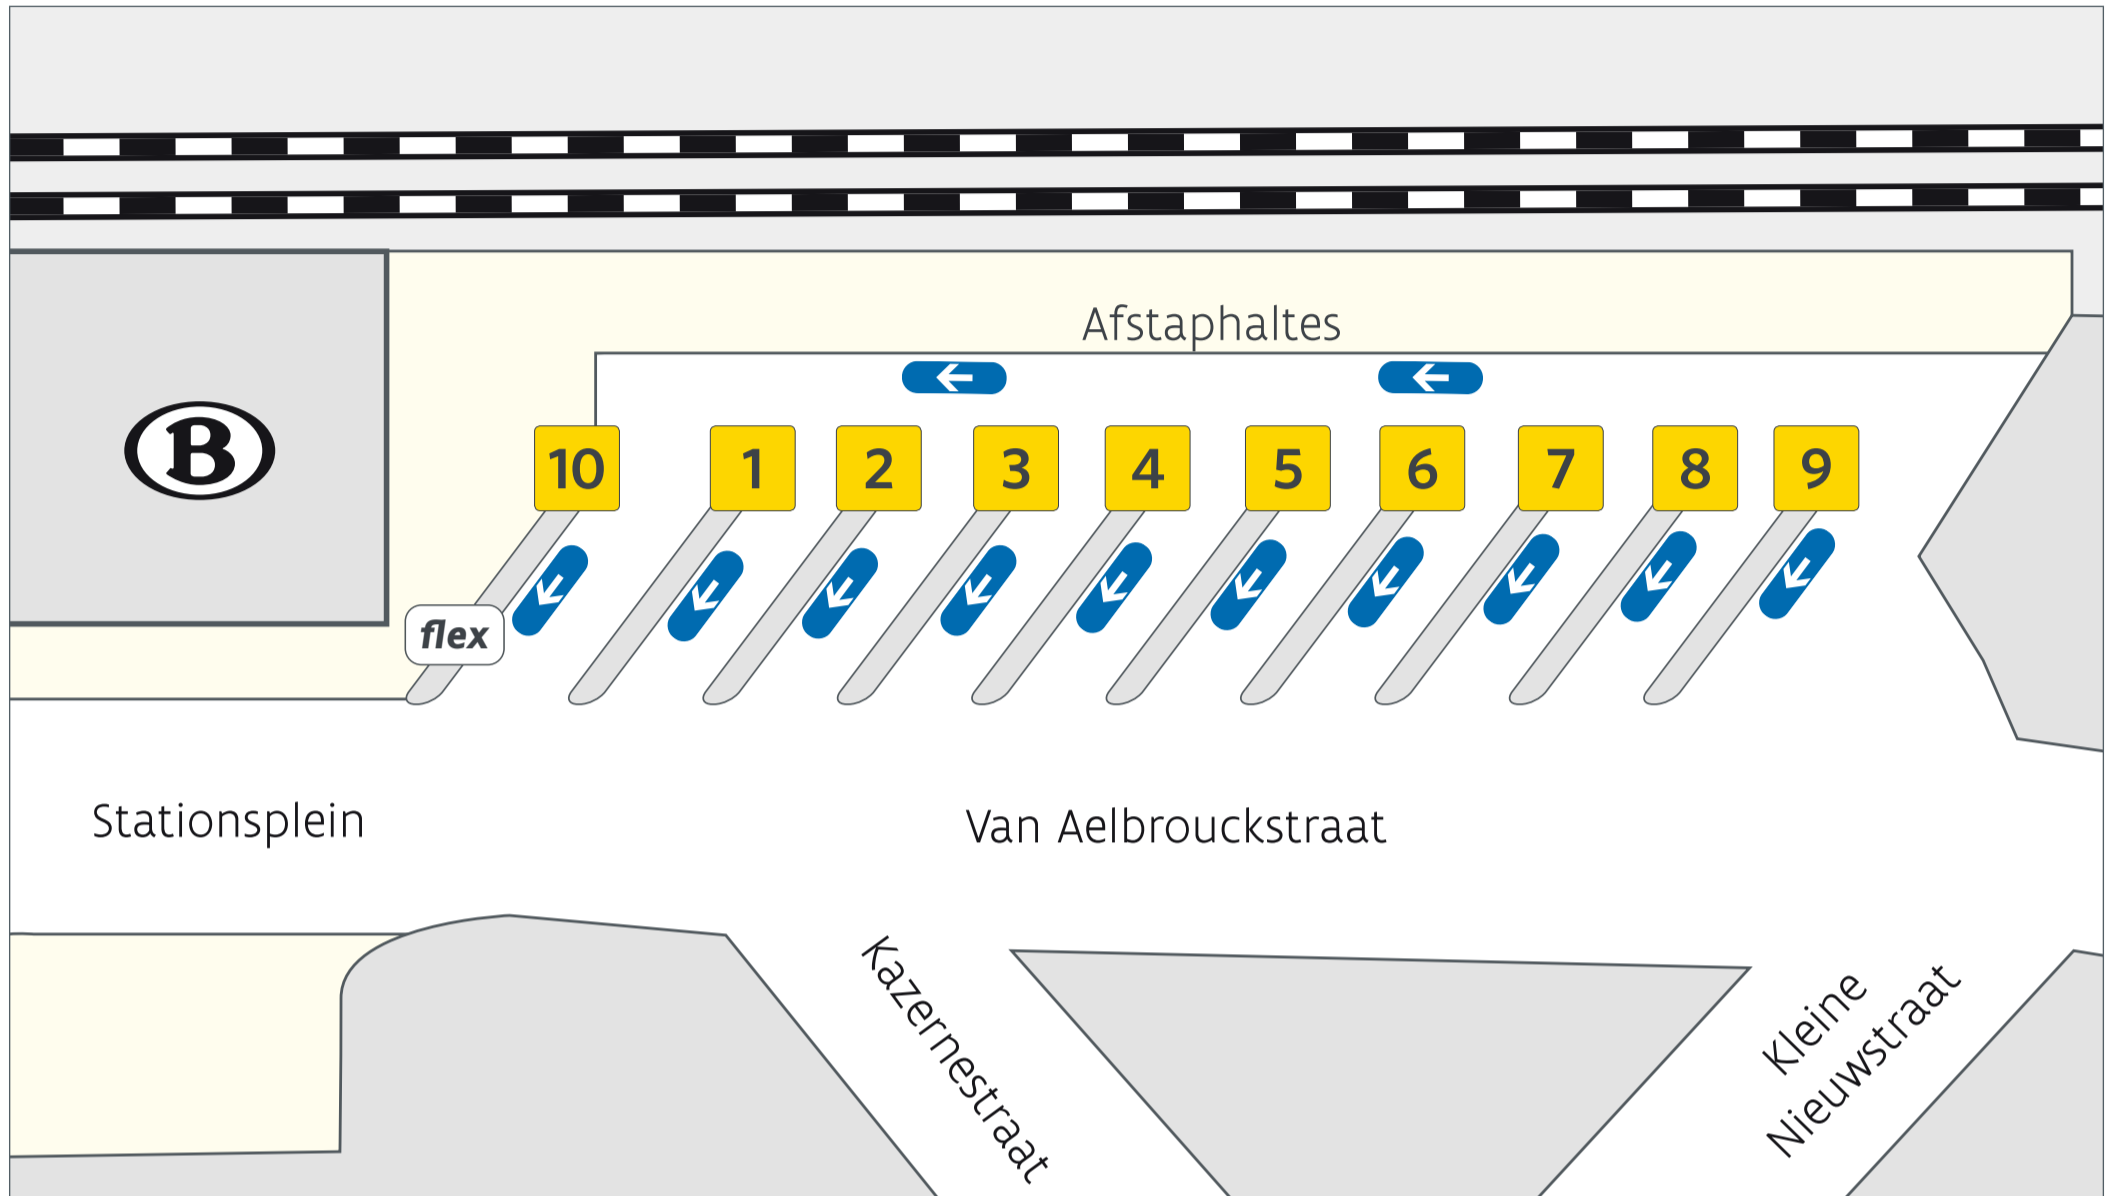 Afstaphaltes
B
10 1 2 3 4 5 6 7 8 9
flex
Stationsplein
Van Aelbrouckstraat
Kazernestraat
Kleine
Nieuwstraat